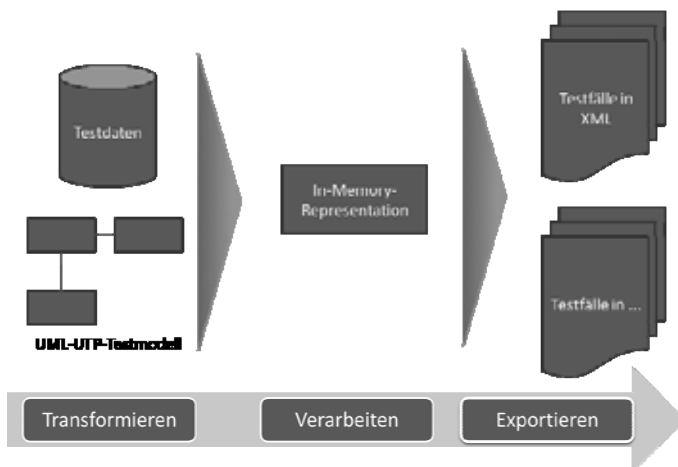 Testdaten
UML-UTP-Testmodell
In-Memory-
Representation
Testfälle in
XML
Testfälle in ...
Transformieren
Verarbeiten
Exportieren